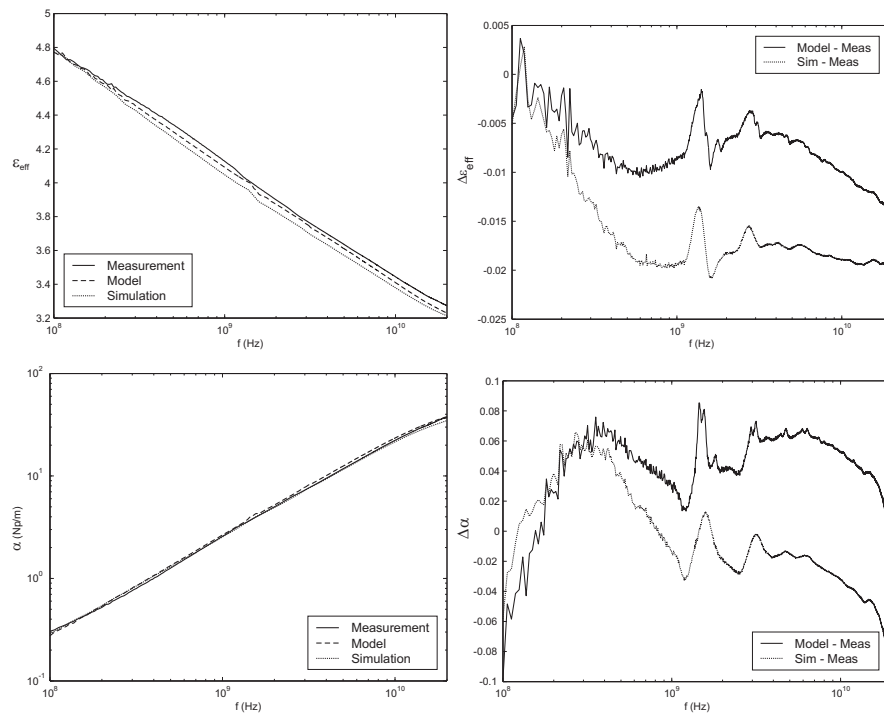 5
4.8
4.6
4.4
4.2
4
3.8
3.6
3.4
3.2
ε_eff
Measurement
Model
Simulation
10^8
10^9
10^10
f (Hz)
0.005
0
-0.005
-0.01
-0.015
-0.02
-0.025
Δε_eff
Model - Meas
Sim - Meas
10^8
10^9
10^10
f (Hz)
10^2
10^1
10^0
10^-1
α (Np/m)
Measurement
Model
Simulation
10^8
10^9
10^10
f (Hz)
0.1
0.08
0.06
0.04
0.02
0
-0.02
-0.04
-0.06
-0.08
-0.1
Δα
Model - Meas
Sim - Meas
10^8
10^9
10^10
f (Hz)